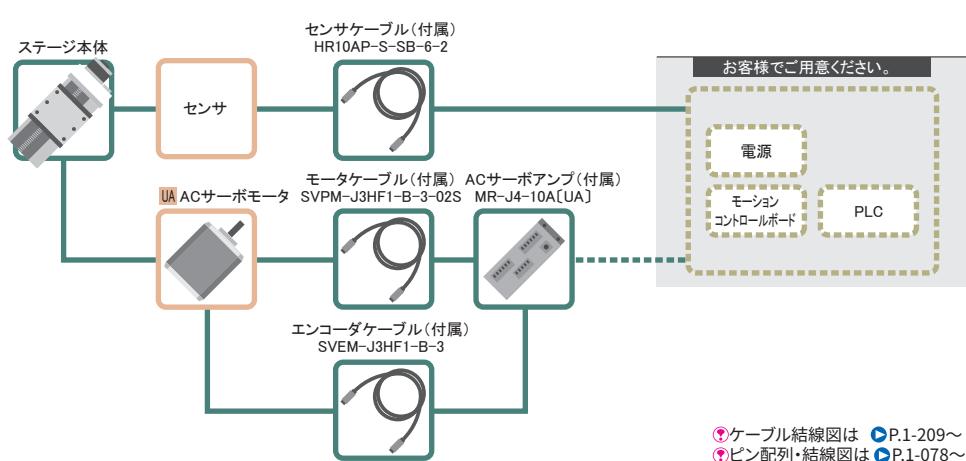 ステージ本体
センサ
センサケーブル（付属）
HR10AP-S-SB-6-2
お客様でご用意ください。
電源
モーション
コントロールボード
PLC
UA ACサーボモータ
モータケーブル（付属）
SVPM-J3HF1-B-3-02S
ACサーボアンプ（付属）
MR-J4-10A〔UA〕
エンコーダケーブル（付属）
SVEM-J3HF1-B-3
?ケーブル結線図は P.1-209～
?ピン配列・結線図は P.1-078～